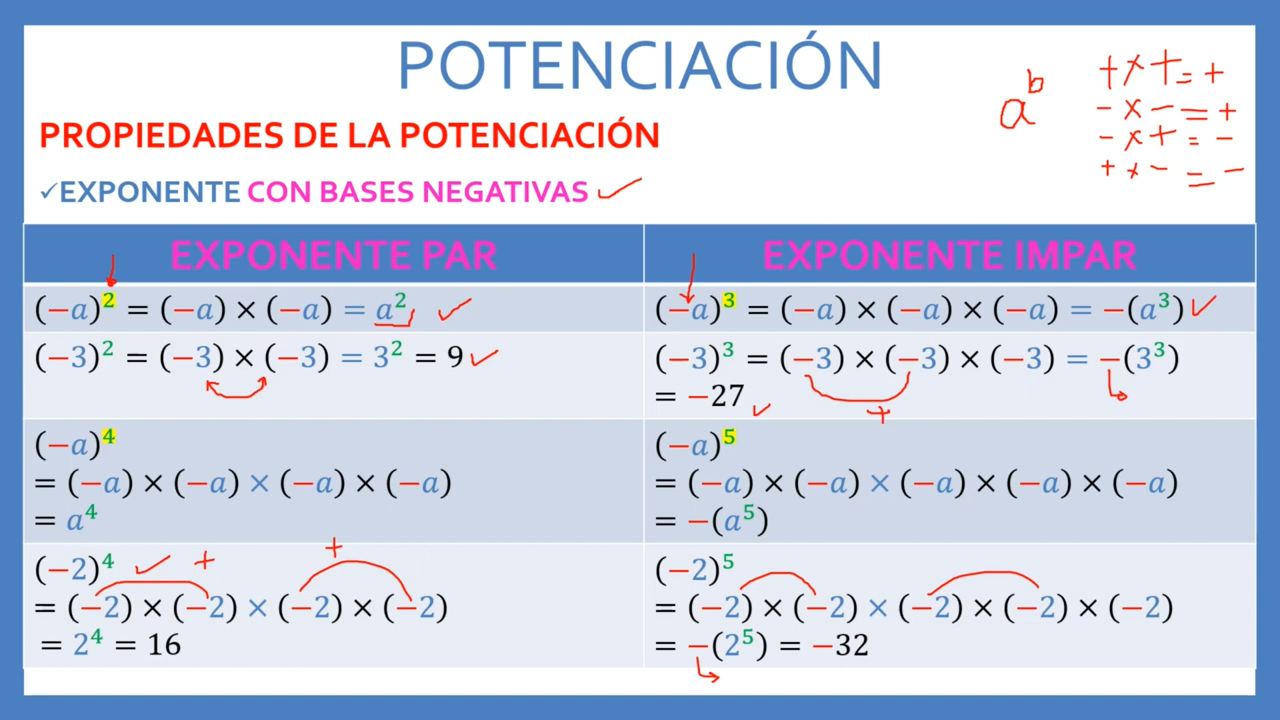 POTENCIACIÓN
a^b
+ × + = +
- × - = +
- × + = -
+ × - = -
PROPIEDADES DE LA POTENCIACIÓN
✓EXPONENTE CON BASES NEGATIVAS ✓
EXPONENTE PAR
EXPONENTE IMPAR
(−a)² = (−a) × (−a) = a² ✓
(−a)³ = (−a) × (−a) × (−a) = −(a³) ✓
(−3)² = (−3) × (−3) = 3² = 9 ✓
(−3)³ = (−3) × (−3) × (−3) = −(3³)
= −27 ✓
+
(−a)⁴
= (−a) × (−a) × (−a) × (−a)
= a⁴
(−a)⁵
= (−a) × (−a) × (−a) × (−a) × (−a)
= −(a⁵)
(−2)⁴ ✓ + +
= (−2) × (−2) × (−2) × (−2)
= 2⁴ = 16
(−2)⁵
= (−2) × (−2) × (−2) × (−2) × (−2)
= −(2⁵) = −32